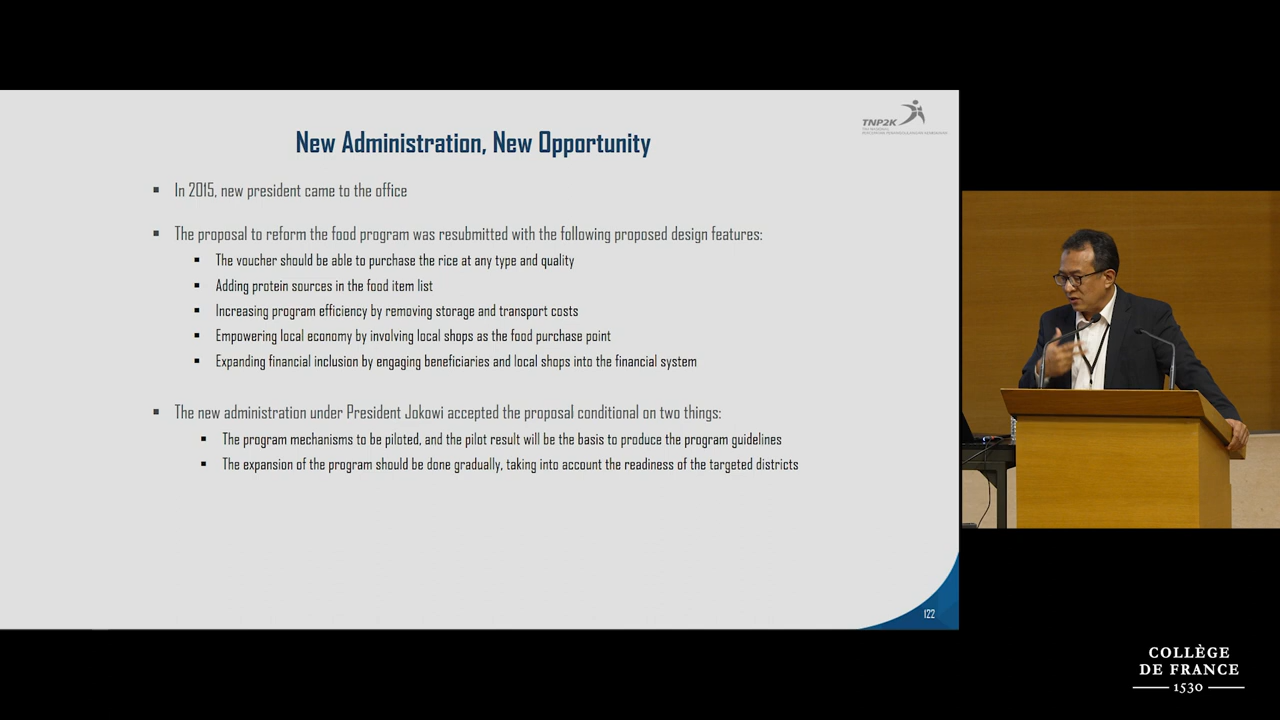 TNP2K
New Administration, New Opportunity
▪ In 2015, new president came to the office
▪ The proposal to reform the food program was resubmitted with the following proposed design features:
▪ The voucher should be able to purchase the rice at any type and quality
▪ Adding protein sources in the food item list
▪ Increasing program efficiency by removing storage and transport costs
▪ Empowering local economy by involving local shops as the food purchase point
▪ Expanding financial inclusion by engaging beneficiaries and local shops into the financial system
▪ The new administration under President Jokowi accepted the proposal conditional on two things:
▪ The program mechanisms to be piloted, and the pilot result will be the basis to produce the program guidelines
▪ The expansion of the program should be done gradually, taking into account the readiness of the targeted districts
122
COLLÈGE
DE FRANCE
1530